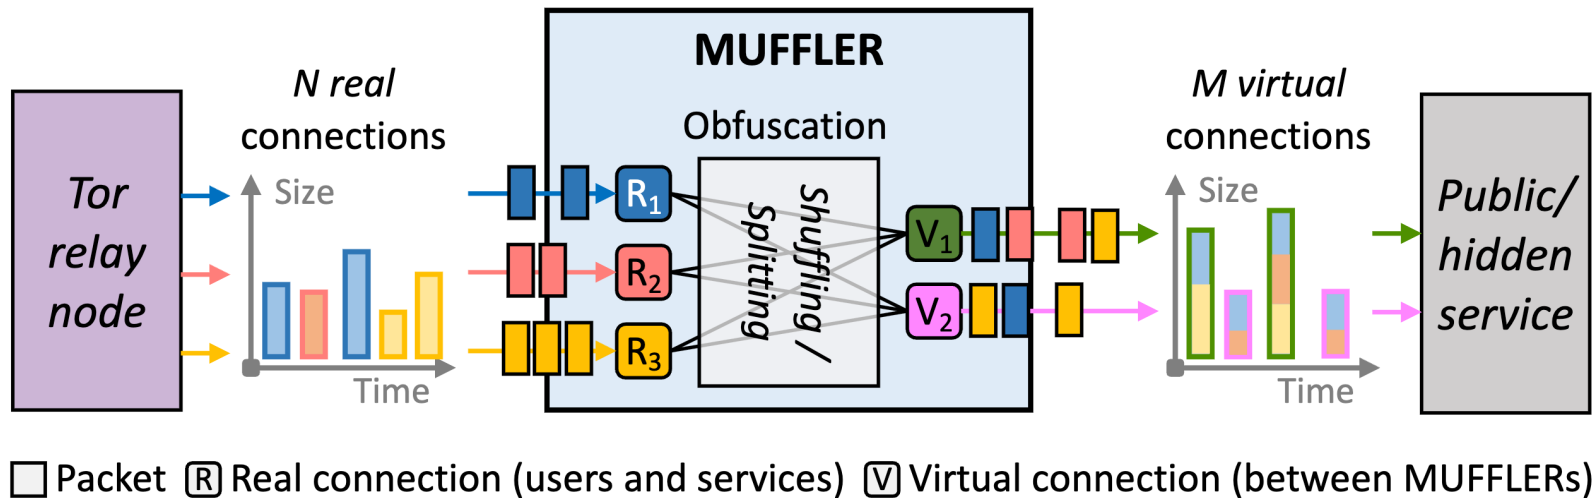 MUFFLER
Obfuscation
Shuffling /
Splitting
Tor
relay
node
N real
connections
Size
Time
R1
R2
R3
V1
V2
M virtual
connections
Size
Time
Public/
hidden
service
Packet
R Real connection (users and services)
V Virtual connection (between MUFFLERs)